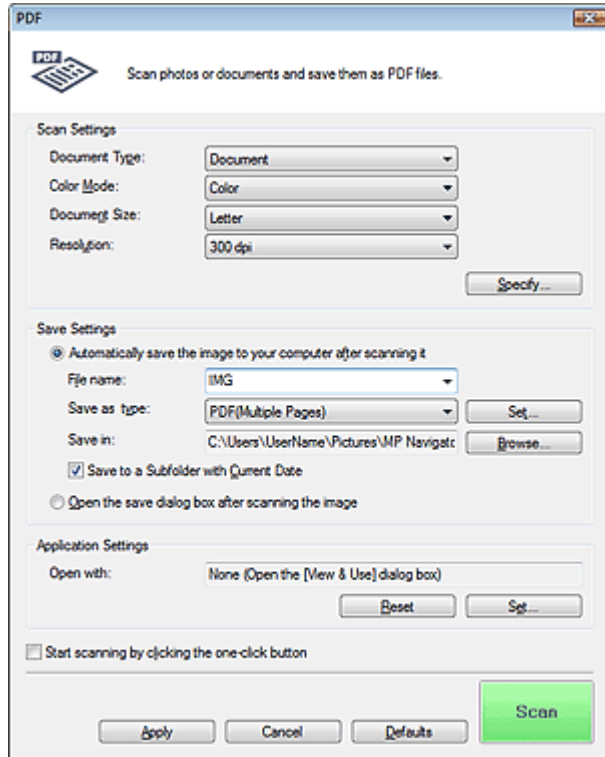 PDF
PDF
Scan photos or documents and save them as PDF files.
Scan Settings
Document Type: Document
Color Mode: Color
Document Size: Letter
Resolution: 300 dpi
Specify...
Save Settings
Automatically save the image to your computer after scanning it
File name: IMG
Save as type: PDF(Multiple Pages) Set...
Save in: C:\Users\UserName\Pictures\MP Navigatc Browse...
Save to a Subfolder with Current Date
Open the save dialog box after scanning the image
Application Settings
Open with: None (Open the [View & Use] dialog box)
Reset Set...
Start scanning by clicking the one-click button
Scan
Apply Cancel Defaults